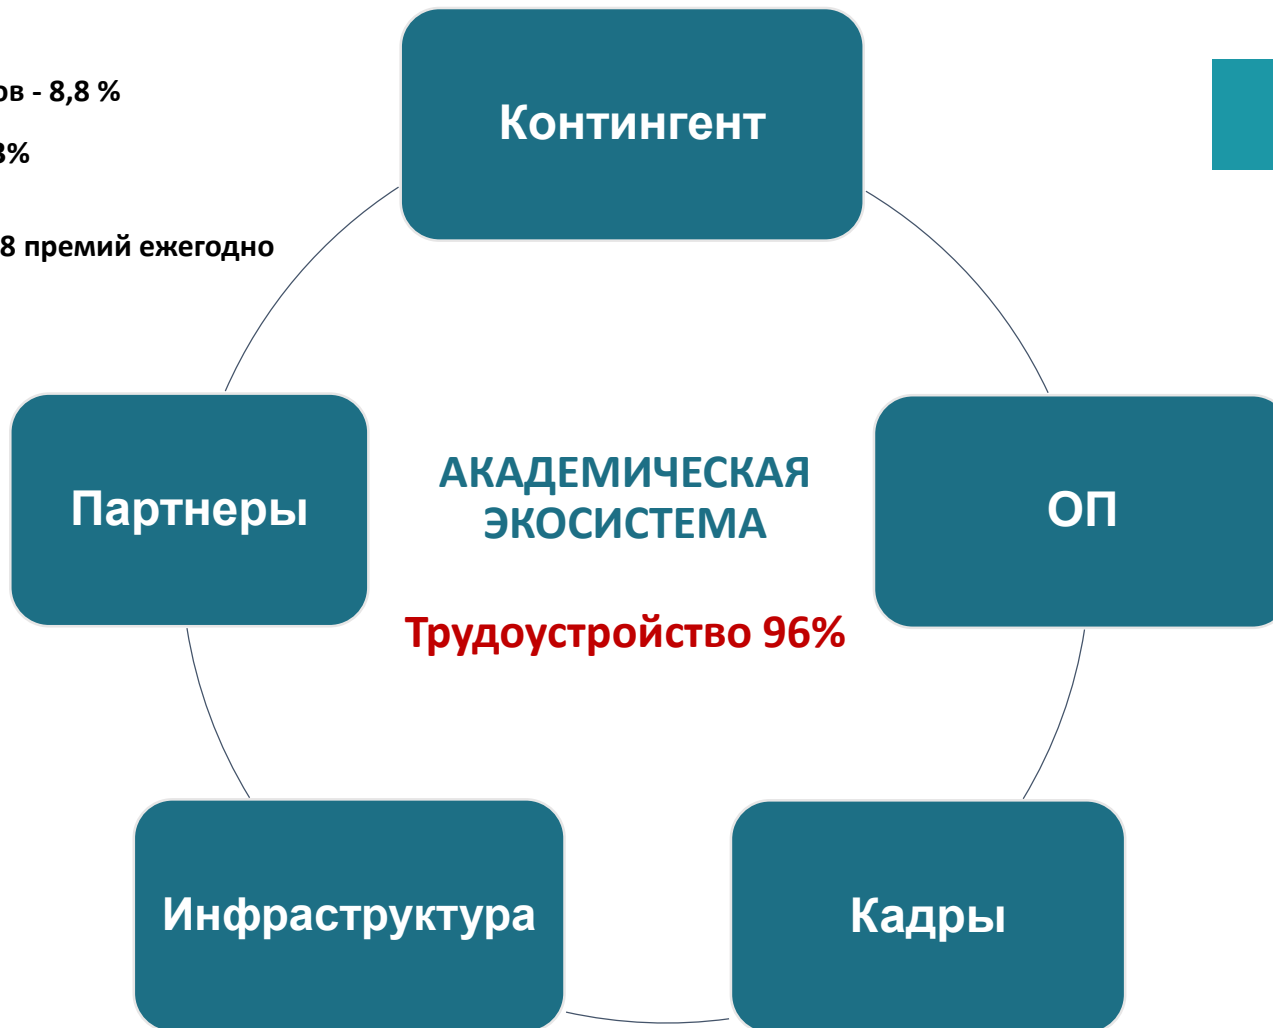 ов - 8,8 %
3%
8 премий ежегодно
Контингент
Партнеры
АКАДЕМИЧЕСКАЯ
ЭКОСИСТЕМА
ОП
Трудоустройство 96%
Инфраструктура
Кадры